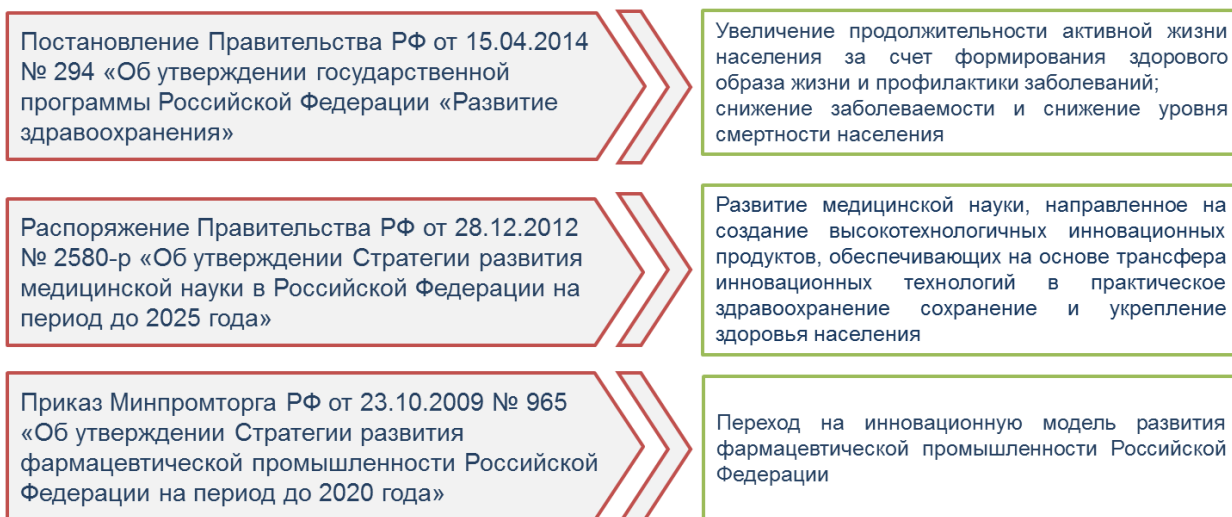 Постановление Правительства РФ от 15.04.2014
№ 294 «Об утверждении государственной
программы Российской Федерации «Развитие
здравоохранения»
Увеличение продолжительности активной жизни
населения за счет формирования здорового
образа жизни и профилактики заболеваний;
снижение заболеваемости и снижение уровня
смертности населения
Распоряжение Правительства РФ от 28.12.2012
№ 2580-р «Об утверждении Стратегии развития
медицинской науки в Российской Федерации на
период до 2025 года»
Развитие медицинской науки, направленное на
создание высокотехнологичных инновационных
продуктов, обеспечивающих на основе трансфера
инновационных технологий в практическое
здравоохранение сохранение и укрепление
здоровья населения
Приказ Минпромторга РФ от 23.10.2009 № 965
«Об утверждении Стратегии развития
фармацевтической промышленности Российской
Федерации на период до 2020 года»
Переход на инновационную модель развития
фармацевтической промышленности Российской
Федерации